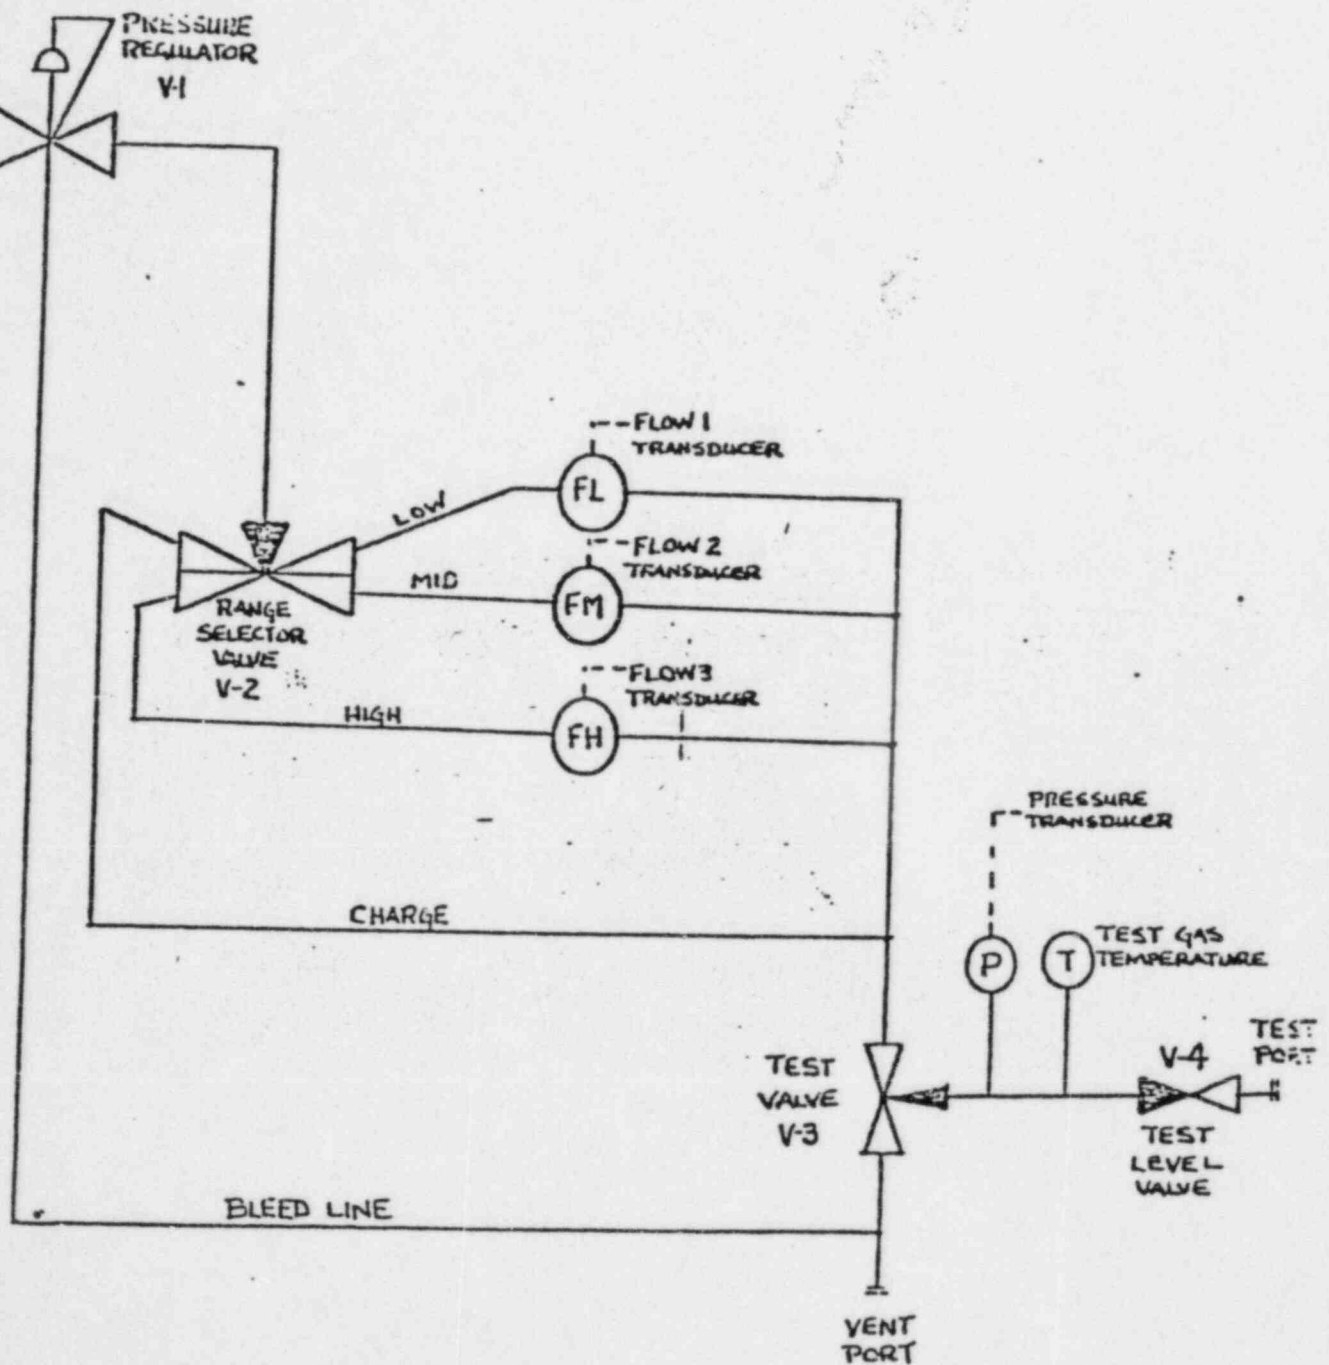 PRESSURE
REGULATOR
V-1
FLOW 1
TRANSDUCER
LOW
FL
FLOW 2
TRANSDUCER
MID
FM
RANGE
SELECTOR
VALVE
V-2
FLOW 3
TRANSDUCER
HIGH
FH
PRESSURE
TRANSDUCER
CHARGE
P
T
TEST GAS
TEMPERATURE
TEST
VALVE
V-3
V-4
TEST
PORT
TEST
LEVEL
VALVE
BLEED LINE
VENT
PORT